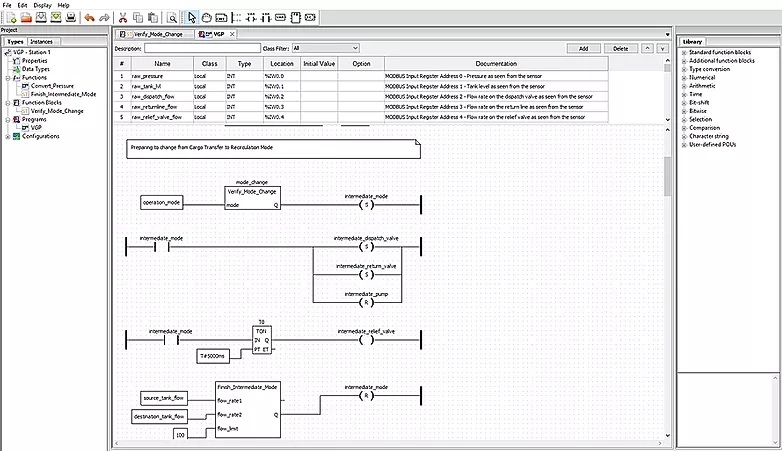 File Edit Display Help
Project
Types Instances
VGP - Station 1
Properties
Data Types
Functions
Convert_Pressure
Finish_Intermediate_Mode
Function Blocks
Verify_Mode_Change
Programs
VGP
Configurations
Verify_Mode_Change VGP
Description: Class Filter: All Add Delete
# Name Class Type Location Initial Value Option Documentation
1 raw_pressure Local INT %IW0.0 MODBUS Input Register Address 0 - Pressure as seen from the sensor
2 raw_tank_lvl Local INT %IW0.1 MODBUS Input Register Address 1 - Tank level as seen from the sensor
3 raw_dispatch_flow Local INT %IW0.2 MODBUS Input Register Address 2 - Flow rate on the dispatch valve as seen from the sensor
4 raw_returnline_flow Local INT %IW0.3 MODBUS Input Register Address 3 - Flow rate on the return line as seen from the sensor
5 raw_relief_valve_flow Local INT %IW0.4 MODBUS Input Register Address 4 - Flow rate on the relief valve as seen from the sensor
Preparing to change from Cargo Transfer to Recirculation Mode
mode_change
Verify_Mode_Change
operation_mode mode Q
intermediate_mode
S
intermediate_mode
intermediate_dispatch_valve
S
intermediate_return_valve
S
intermediate_pump
R
intermediate_mode
T0
TON
IN Q
PT ET
T#5000ms
intermediate_relief_valve
Finish_Intermediate_Mode
source_tank_flow flow_rate1
destination_tank_flow flow_rate2 Q
100 flow_limit
intermediate_mode
R
Library
Standard function blocks
Additional function blocks
Type conversion
Numerical
Arithmetic
Time
Bit-shift
Bitwise
Selection
Comparison
Character string
User-defined POUs